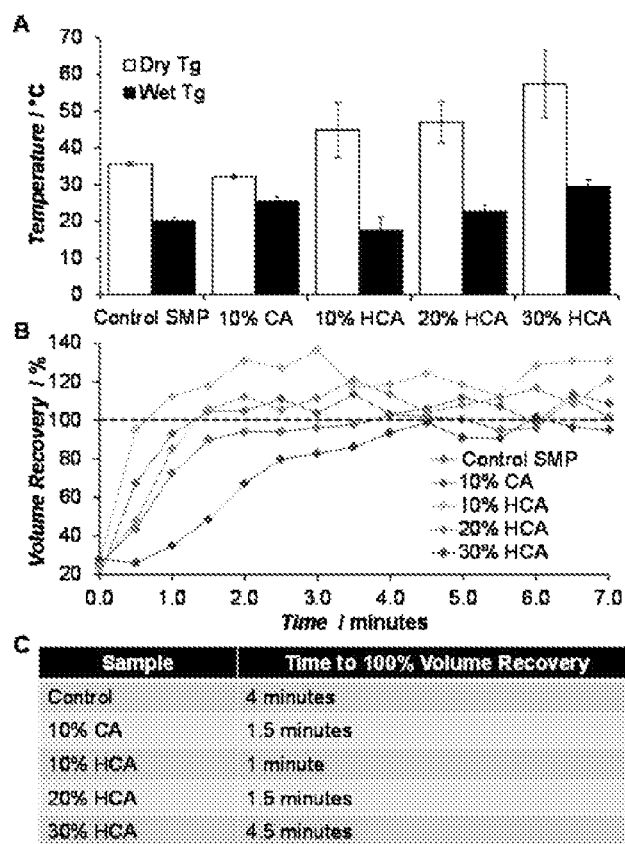 A
Temperature / °C
70
60
50
40
30
20
10
0
Dry Tg
Wet Tg
Control SMP 10% CA 10% HCA 20% HCA 30% HCA
B
Volume Recovery / %
140
120
100
80
60
40
20
Control SMP
10% CA
10% HCA
20% HCA
30% HCA
0.0 1.0 2.0 3.0 4.0 5.0 6.0 7.0
Time / minutes
C
Sample Time to 100% Volume Recovery
Control 4 minutes
10% CA 1.5 minutes
10% HCA 1 minute
20% HCA 1.5 minutes
30% HCA 4.5 minutes